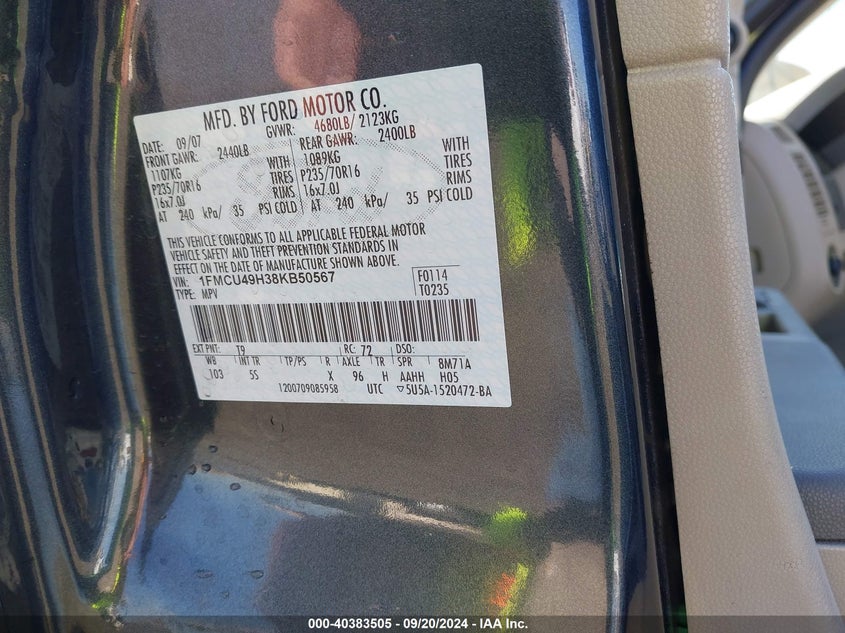 MFD. BY FORD MOTOR CO.
DATE: 09/07 GVWR: 4680LB/ 2123KG
FRONT GAWR: 2440LB REAR GAWR: 2400LB
1107KG WITH 1089KG WITH
P235/70R16 TIRES P235/70R16 TIRES
16x7.0J RIMS 16x7.0J RIMS
AT 240 kPa/ 35 PSI COLD AT 240 kPa/ 35 PSI COLD
THIS VEHICLE CONFORMS TO ALL APPLICABLE FEDERAL MOTOR
VEHICLE SAFETY AND THEFT PREVENTION STANDARDS IN
EFFECT ON THE DATE OF MANUFACTURE SHOWN ABOVE.
VIN: 1FMCU49H38KB50567 F0114
TYPE: MPV T0235
EXT PNT: T9 RC: 72 DSO:
WB INT TR TP/PS R AXLE TR SPR 8M71A
103 5S X 96 H AAHH H05
1200709085958 UTC ▽5U5A-1520472-BA
000-40383505 - 09/20/2024 - IAA Inc.